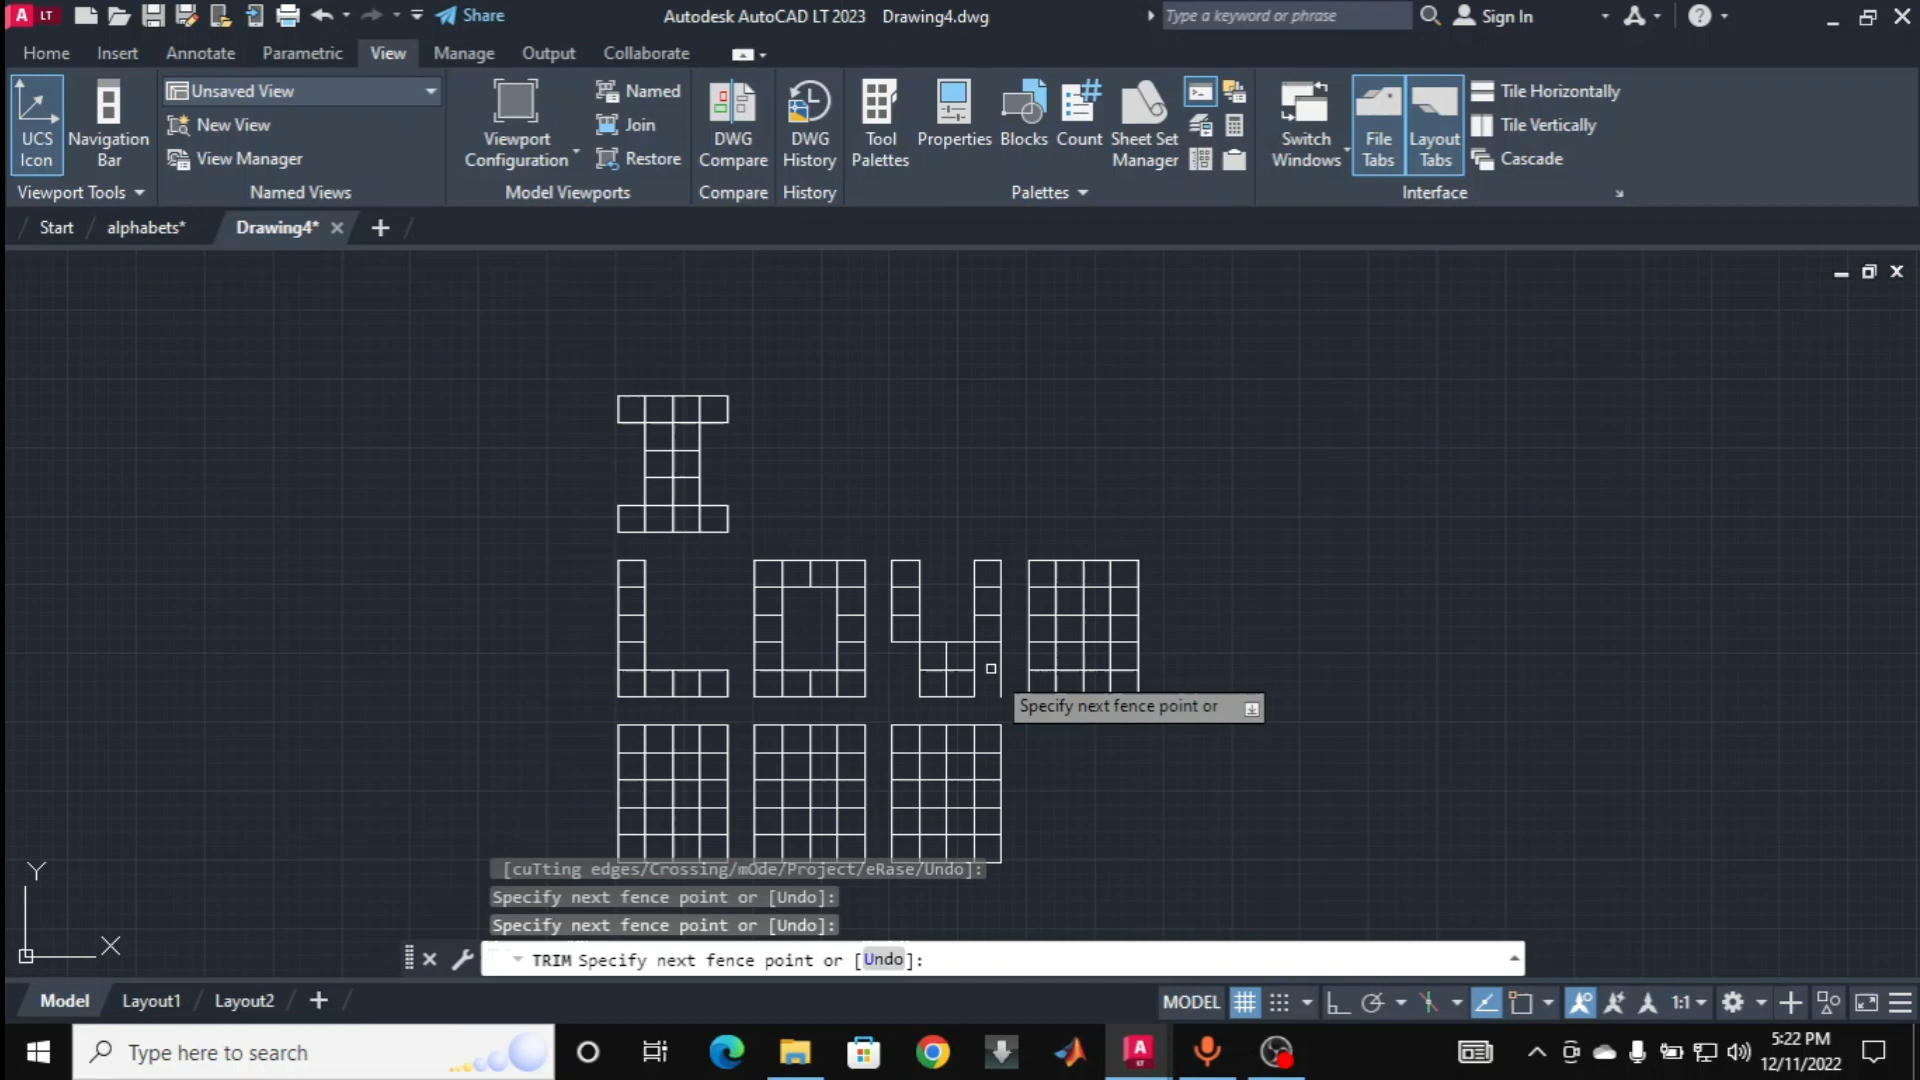 A LT
Share
Autodesk AutoCAD LT 2023 Drawing4.dwg
Type a keyword or phrase
Sign In
Home Insert Annotate Parametric View Manage Output Collaborate
UCS Icon
Navigation Bar
Unsaved View
New View
View Manager
Viewport Configuration
Named
Join
Restore
DWG Compare
DWG History
Tool Palettes
Properties
Blocks
Count
Sheet Set Manager
Switch Windows
File Tabs
Layout Tabs
Tile Horizontally
Tile Vertically
Cascade
Viewport Tools
Named Views
Model Viewports
Compare
History
Palettes
Interface
Start alphabets* Drawing4*
I
LOV
Specify next fence point or
Y
X
[cuTting edges/Crossing/mOde/Project/eRase/Undo]:
Specify next fence point or [Undo]:
Specify next fence point or [Undo]:
TRIM Specify next fence point or [Undo]:
Model Layout1 Layout2
MODEL
1:1
Type here to search
A LT
5:22 PM
12/11/2022